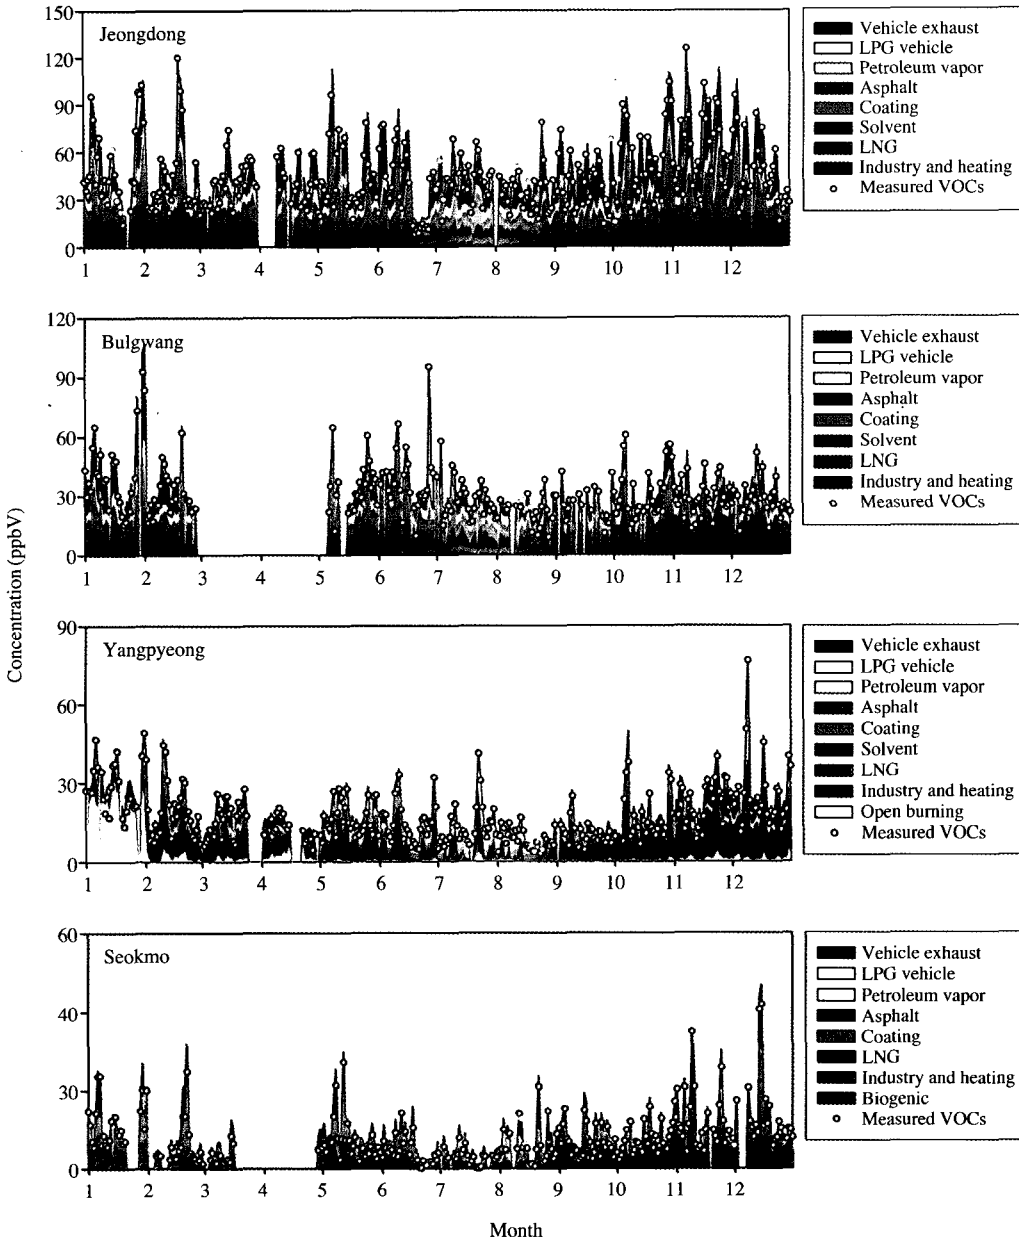 Concentration (ppbV)
Jeongdong
150
120
90
60
30
0
1 2 3 4 5 6 7 8 9 10 11 12
Vehicle exhaust
LPG vehicle
Petroleum vapor
Asphalt
Coating
Solvent
LNG
Industry and heating
Measured VOCs
Bulgwang
120
90
60
30
0
1 2 3 4 5 6 7 8 9 10 11 12
Vehicle exhaust
LPG vehicle
Petroleum vapor
Asphalt
Coating
Solvent
LNG
Industry and heating
Measured VOCs
Yangpyeong
90
60
30
0
1 2 3 4 5 6 7 8 9 10 11 12
Vehicle exhaust
LPG vehicle
Petroleum vapor
Asphalt
Coating
Solvent
LNG
Industry and heating
Open burning
Measured VOCs
Seokmo
60
40
30
0
1 2 3 4 5 6 7 8 9 10 11 12
Vehicle exhaust
LPG vehicle
Petroleum vapor
Asphalt
Coating
LNG
Industry and heating
Biogenic
Measured VOCs
Month